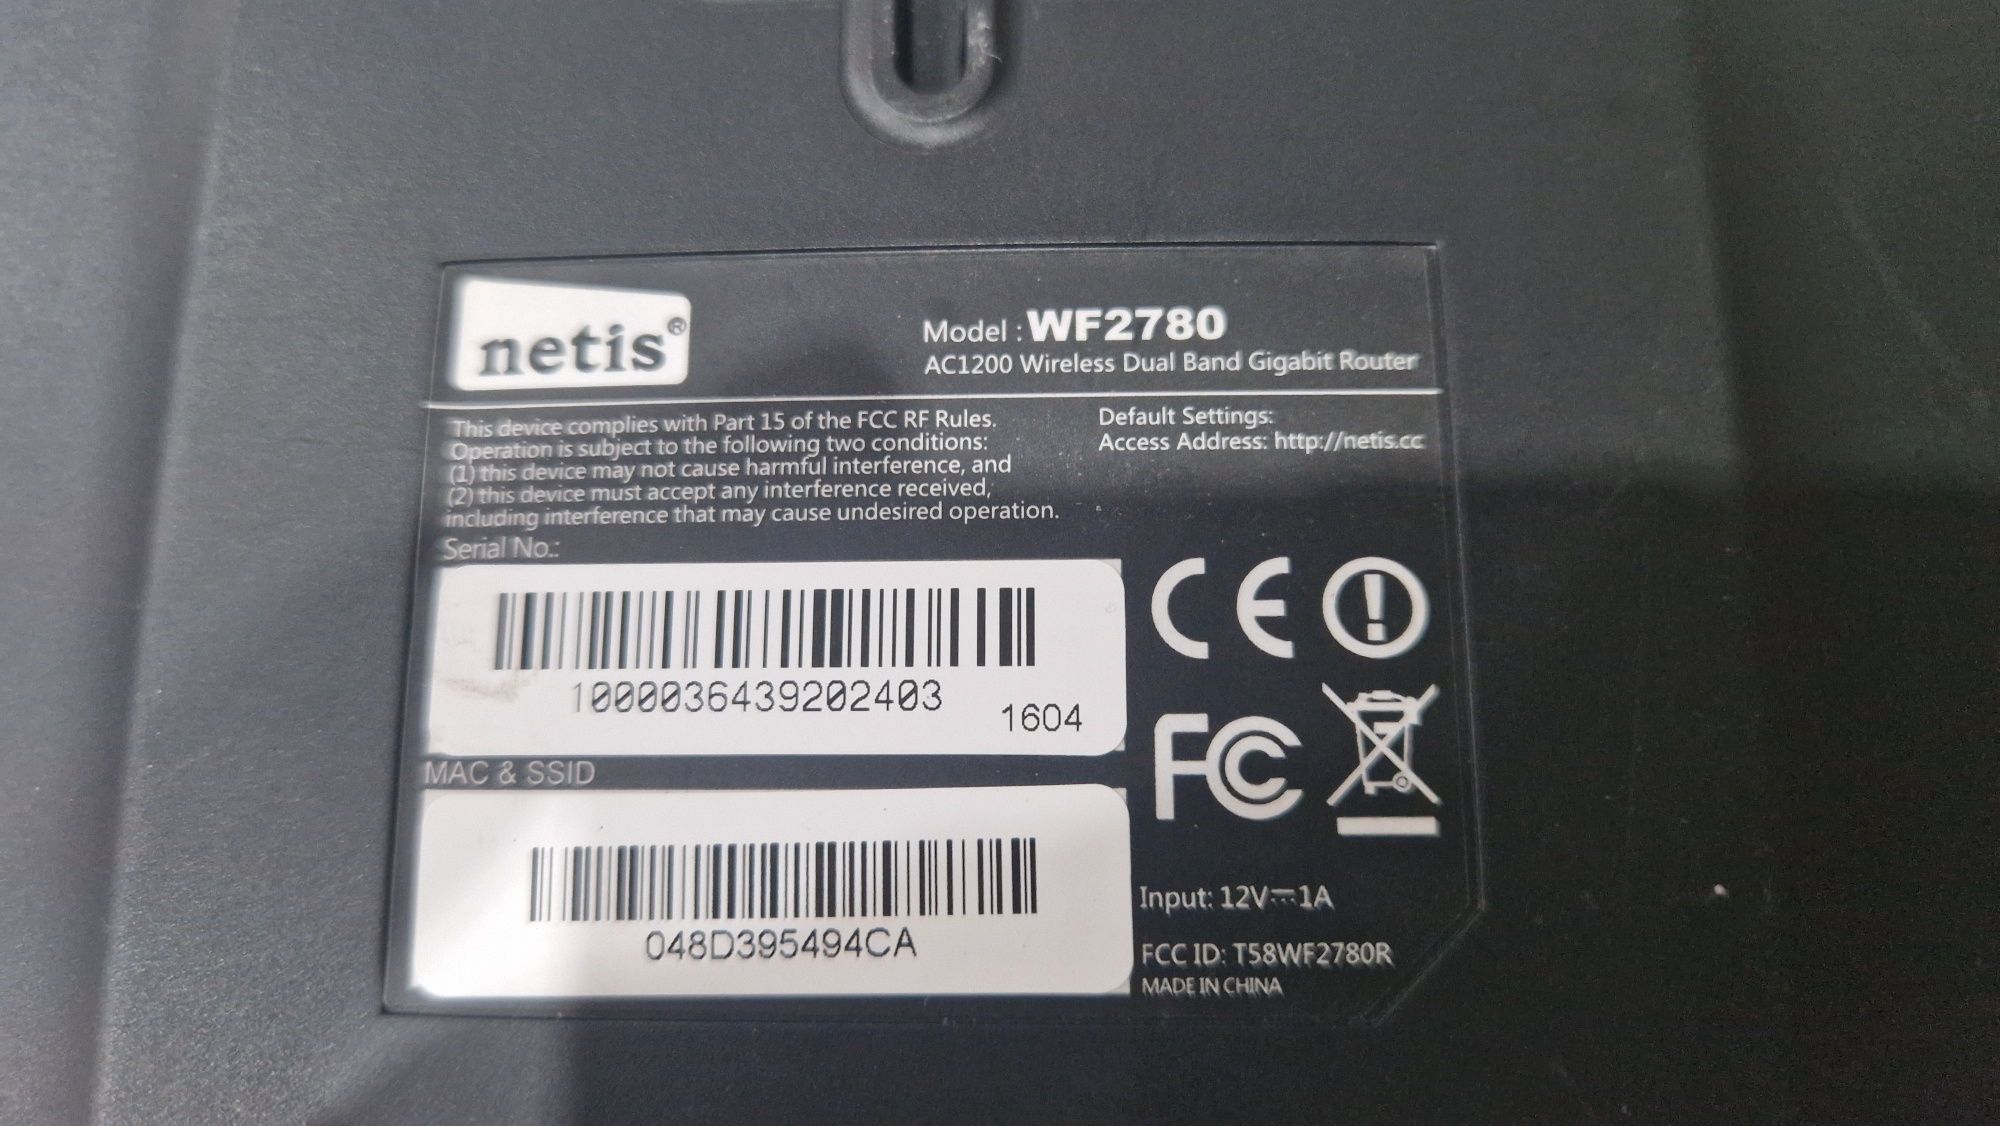 netis®
Model : WF2780
AC1200 Wireless Dual Band Gigabit Router
This device complies with Part 15 of the FCC RF Rules.
Operation is subject to the following two conditions:
(1) this device may not cause harmful interference, and
(2) this device must accept any interference received,
including interference that may cause undesired operation.
Default Settings:
Access Address: http://netis.cc
Serial No.:
1000036439202403
1604
MAC & SSID
048D395494CA
CE
FC
Input: 12V⎓1A
FCC ID: T58WF2780R
MADE IN CHINA